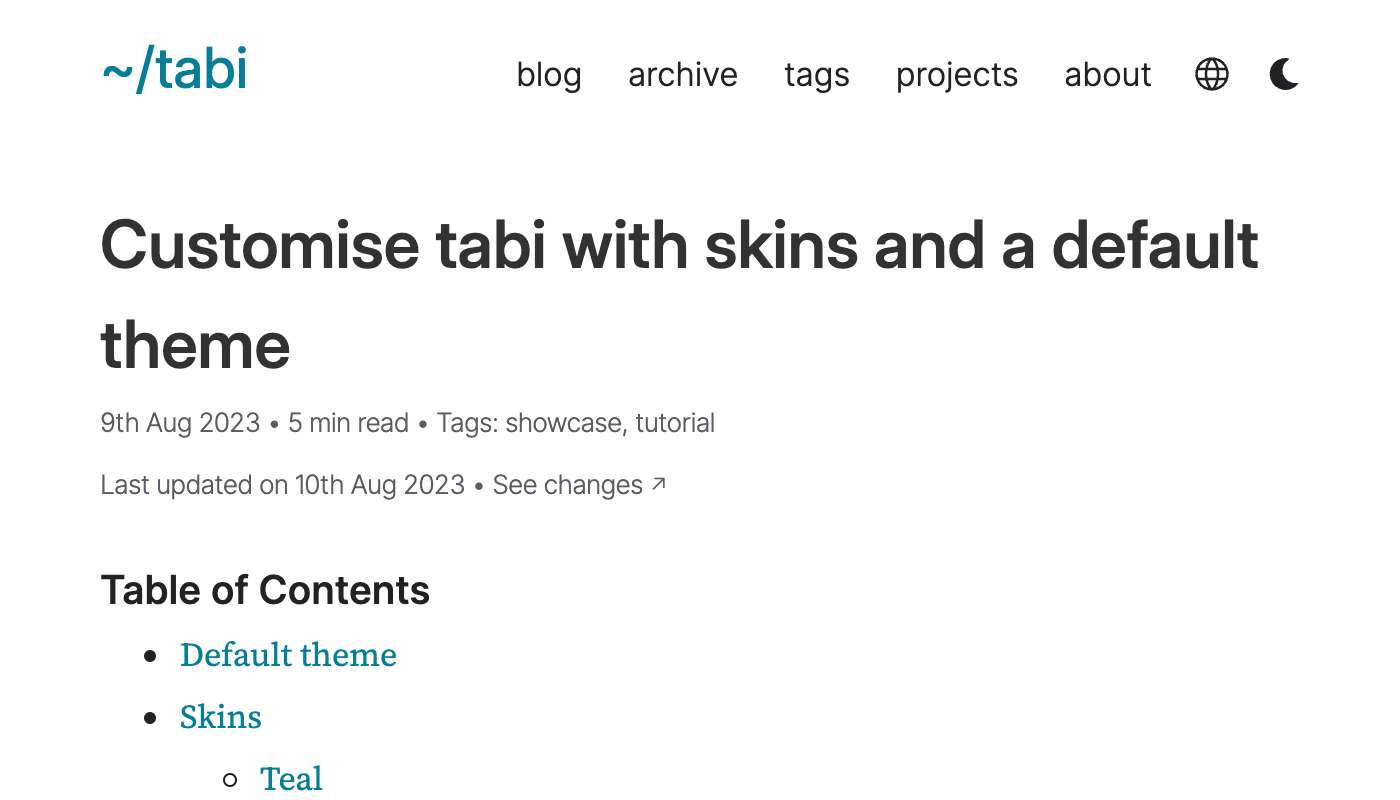 ~/tabi
blog archive tags projects about
Customise tabi with skins and a default
theme
9th Aug 2023 • 5 min read • Tags: showcase, tutorial
Last updated on 10th Aug 2023 • See changes ↗
Table of Contents
• Default theme
• Skins
◦ Teal